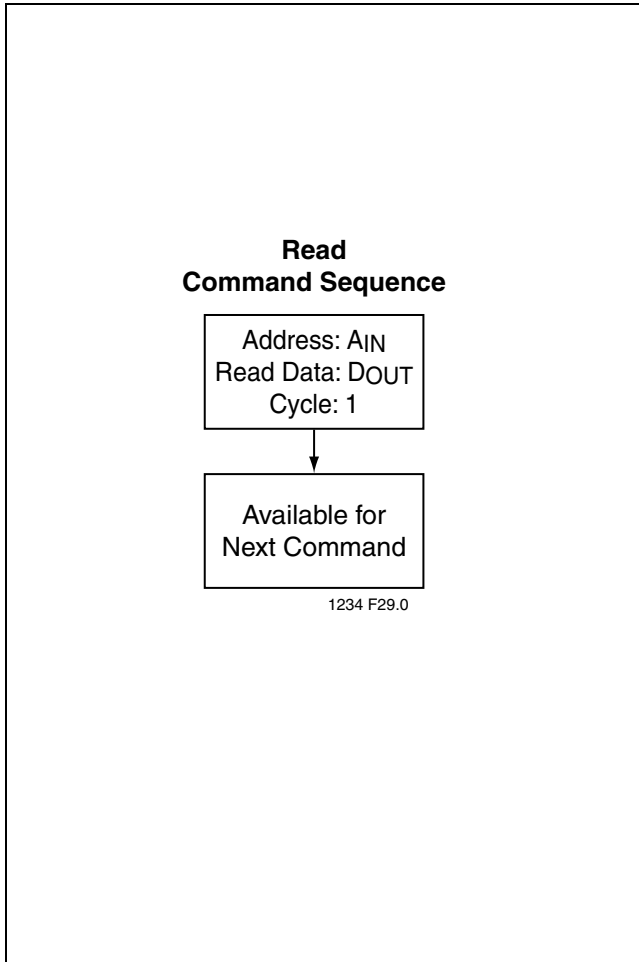 Read
Command Sequence
Address: AIN
Read Data: DOUT
Cycle: 1
Available for
Next Command
1234 F29.0